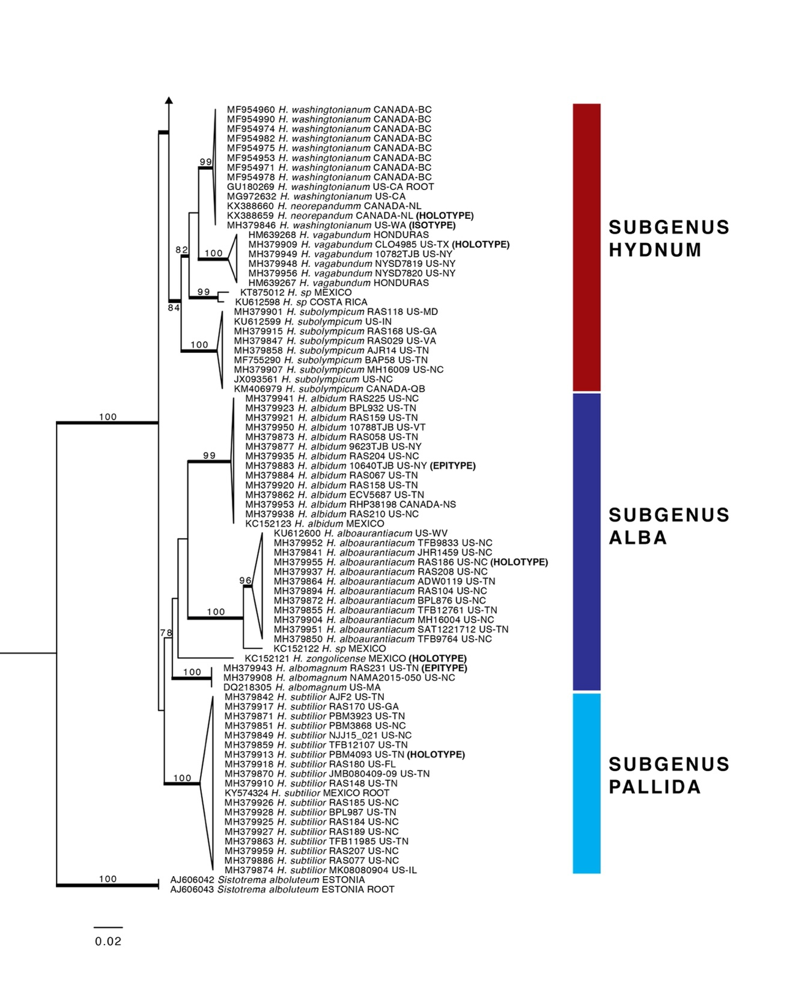 MF954960 H. washingtonianum CANADA-BC
MF954990 H. washingtonianum CANADA-BC
MF954974 H. washingtonianum CANADA-BC
MF954982 H. washingtonianum CANADA-BC
MF954975 H. washingtonianum CANADA-BC
MF954953 H. washingtonianum CANADA-BC
99
MF954971 H. washingtonianum CANADA-BC
MF954978 H. washingtonianum CANADA-BC
GU180269 H. washingtonianum US-CA ROOT
MG972632 H. washingtonianum US-CA
KX388660 H. neorepandumm CANADA-NL
KX388659 H. neorepandum CANADA-NL (HOLOTYPE)
MH379846 H. washingtonianum US-WA (ISOTYPE)
HM639268 H. vagabundum HONDURAS
MH379909 H. vagabundum CLO4985 US-TX (HOLOTYPE)
82
100
MH379949 H. vagabundum 10782TJB US-NY
MH379948 H. vagabundum NYSD7819 US-NY
MH379956 H. vagabundum NYSD7820 US-NY
HM639267 H. vagabundum HONDURAS
99
KT875012 H. sp MEXICO
KU612598 H. sp COSTA RICA
84
MH379901 H. subolympicum RAS118 US-MD
KU612599 H. subolympicum US-IN
MH379915 H. subolympicum RAS168 US-GA
MH379847 H. subolympicum RAS029 US-VA
100
MH379858 H. subolympicum AJR14 US-TN
MF755290 H. subolympicum BAP58 US-TN
MH379907 H. subolympicum MH16009 US-NC
JX093561 H. subolympicum US-NC
KM406979 H. subolympicum CANADA-QB
SUBGENUS
HYDNUM
MH379941 H. albidum RAS225 US-NC
MH379923 H. albidum BPL932 US-TN
100
MH379921 H. albidum RAS159 US-TN
MH379950 H. albidum 10788TJB US-VT
MH379873 H. albidum RAS058 US-TN
MH379877 H. albidum 9623TJB US-NY
99
MH379935 H. albidum RAS204 US-NC
MH379883 H. albidum 10640TJB US-NY (EPITYPE)
MH379884 H. albidum RAS067 US-TN
MH379920 H. albidum RAS158 US-TN
MH379862 H. albidum ECV5687 US-TN
MH379953 H. albidum RHP38198 CANADA-NS
MH379938 H. albidum RAS210 US-NC
KC152123 H. albidum MEXICO
KU612600 H. alboaurantiacum US-WV
MH379952 H. alboaurantiacum TFB9833 US-NC
MH379841 H. alboaurantiacum JHR1459 US-NC
MH379955 H. alboaurantiacum RAS186 US-NC (HOLOTYPE)
MH379937 H. alboaurantiacum RAS208 US-NC
96
MH379864 H. alboaurantiacum ADW0119 US-TN
MH379894 H. alboaurantiacum RAS104 US-NC
MH379872 H. alboaurantiacum BPL876 US-NC
100
MH379855 H. alboaurantiacum TFB12761 US-TN
MH379904 H. alboaurantiacum MH16004 US-NC
MH379951 H. alboaurantiacum SAT1221712 US-TN
78
MH379850 H. alboaurantiacum TFB9764 US-NC
KC152122 H. sp MEXICO
KC152121 H. zongolicense MEXICO (HOLOTYPE)
MH379943 H. albomagnum RAS231 US-TN (EPITYPE)
100
MH379908 H. albomagnum NAMA2015-050 US-NC
DQ218305 H. albomagnum US-MA
SUBGENUS
ALBA
MH379842 H. subtilior AJF2 US-TN
MH379917 H. subtilior RAS170 US-GA
MH379871 H. subtilior PBM3923 US-TN
MH379851 H. subtilior PBM3868 US-NC
MH379849 H. subtilior NJJ15_021 US-NC
MH379859 H. subtilior TFB12107 US-TN
MH379913 H. subtilior PBM4093 US-TN (HOLOTYPE)
MH379918 H. subtilior RAS180 US-FL
MH379870 H. subtilior JMB080409-09 US-TN
100
MH379910 H. subtilior RAS148 US-TN
KY574324 H. subtilior MEXICO ROOT
MH379926 H. subtilior RAS185 US-NC
MH379928 H. subtilior BPL987 US-TN
MH379925 H. subtilior RAS184 US-NC
MH379927 H. subtilior RAS189 US-NC
MH379863 H. subtilior TFB11985 US-TN
MH379959 H. subtilior RAS207 US-NC
MH379886 H. subtilior RAS077 US-NC
MH379874 H. subtilior MK08080904 US-IL
SUBGENUS
PALLIDA
100
AJ606042 Sistotrema alboluteum ESTONIA
AJ606043 Sistotrema alboluteum ESTONIA ROOT
0.02